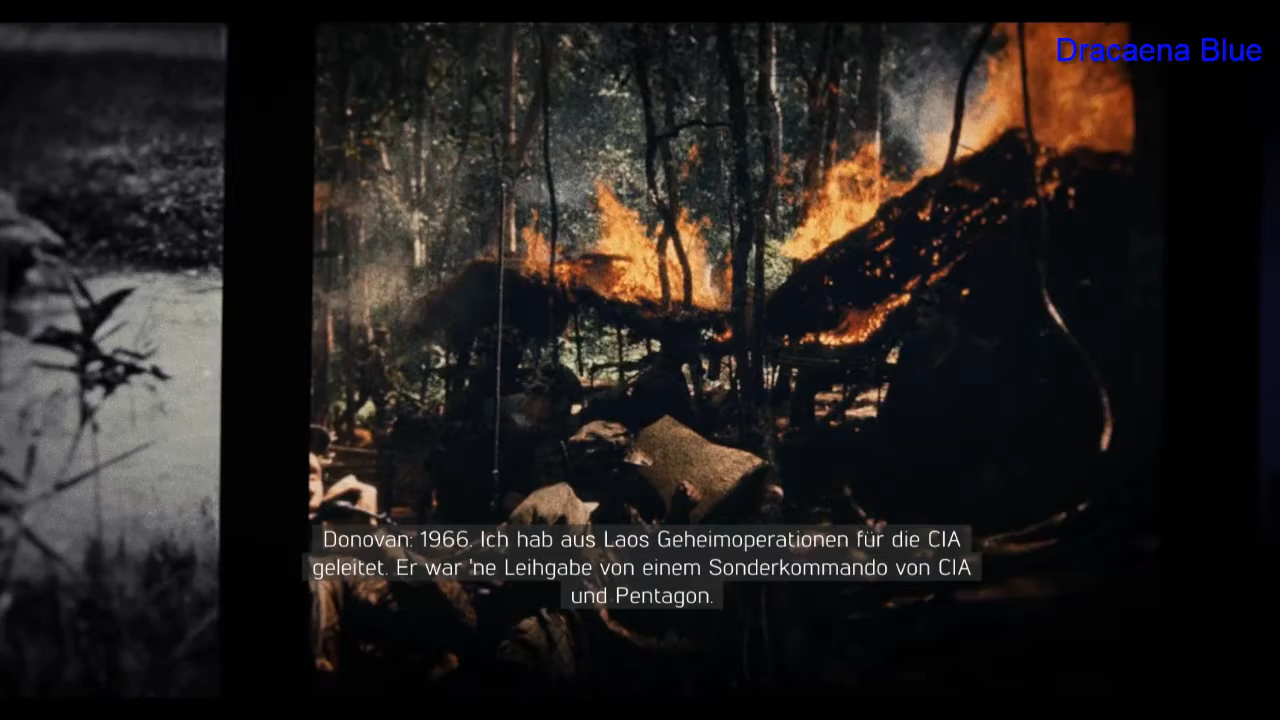 Dracaena Blue
Donovan: 1966. Ich hab aus Laos Geheimoperationen für die CIA
geleitet. Er war 'ne Leihgabe von einem Sonderkommando von CIA
und Pentagon.